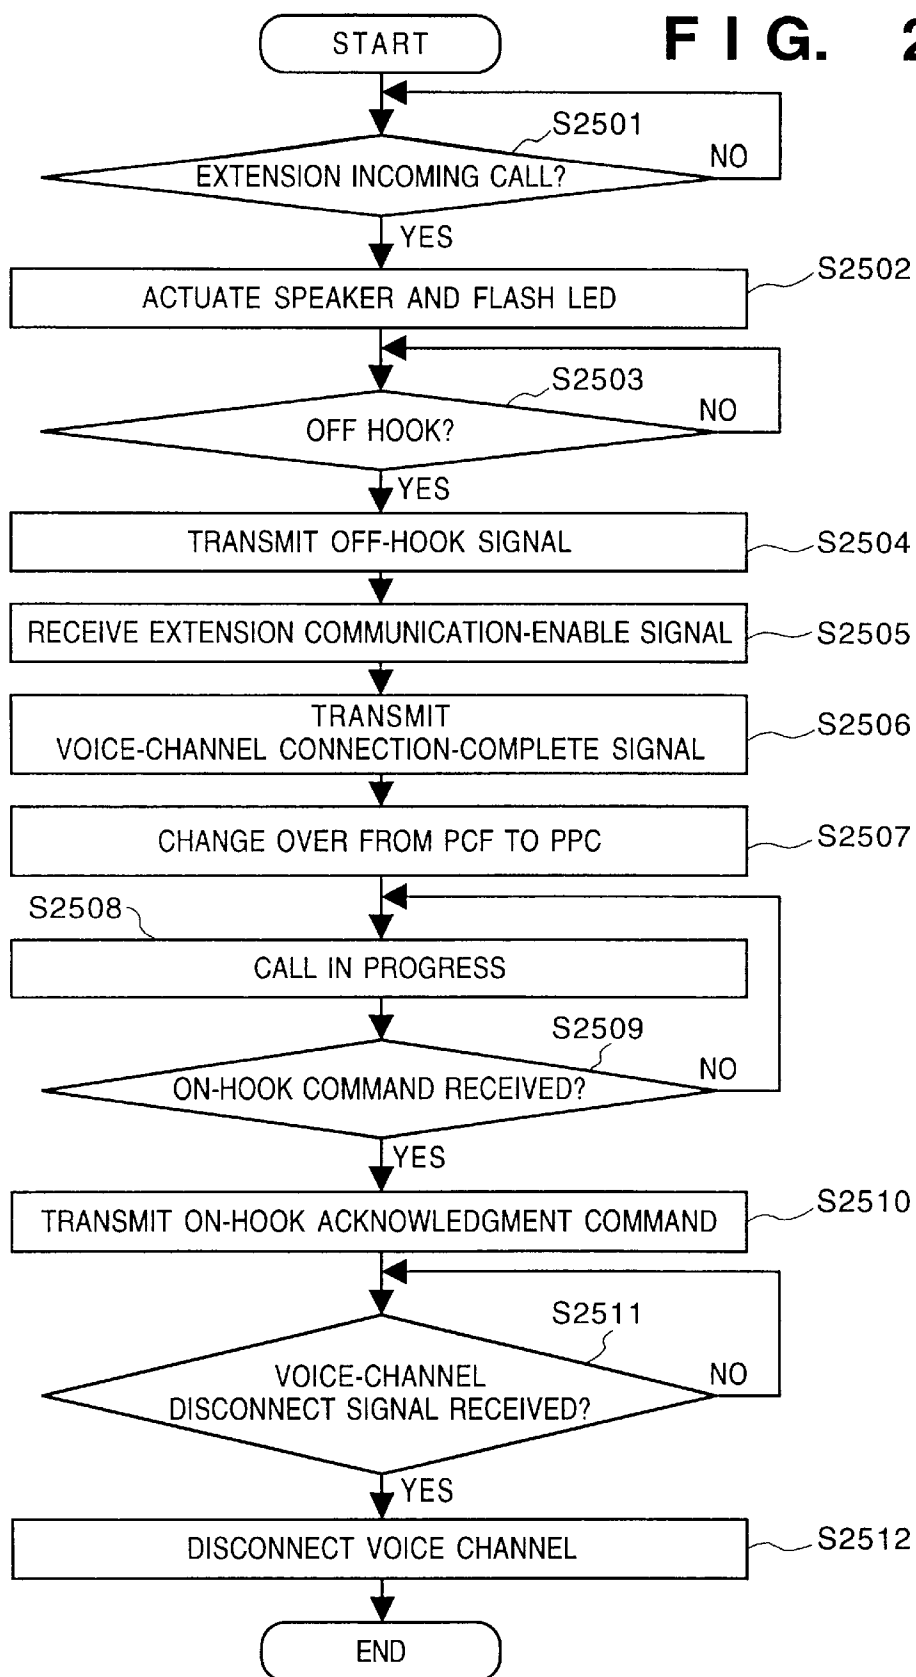 START
FIG. 2
S2501
NO
EXTENSION INCOMING CALL?
YES
S2502
ACTUATE SPEAKER AND FLASH LED
S2503
NO
OFF HOOK?
YES
TRANSMIT OFF-HOOK SIGNAL
S2504
RECEIVE EXTENSION COMMUNICATION-ENABLE SIGNAL
S2505
TRANSMIT
VOICE-CHANNEL CONNECTION-COMPLETE SIGNAL
S2506
CHANGE OVER FROM PCF TO PPC
S2507
S2508
CALL IN PROGRESS
S2509
NO
ON-HOOK COMMAND RECEIVED?
YES
TRANSMIT ON-HOOK ACKNOWLEDGMENT COMMAND
S2510
S2511
VOICE-CHANNEL
NO
DISCONNECT SIGNAL RECEIVED?
YES
DISCONNECT VOICE CHANNEL
S2512
END